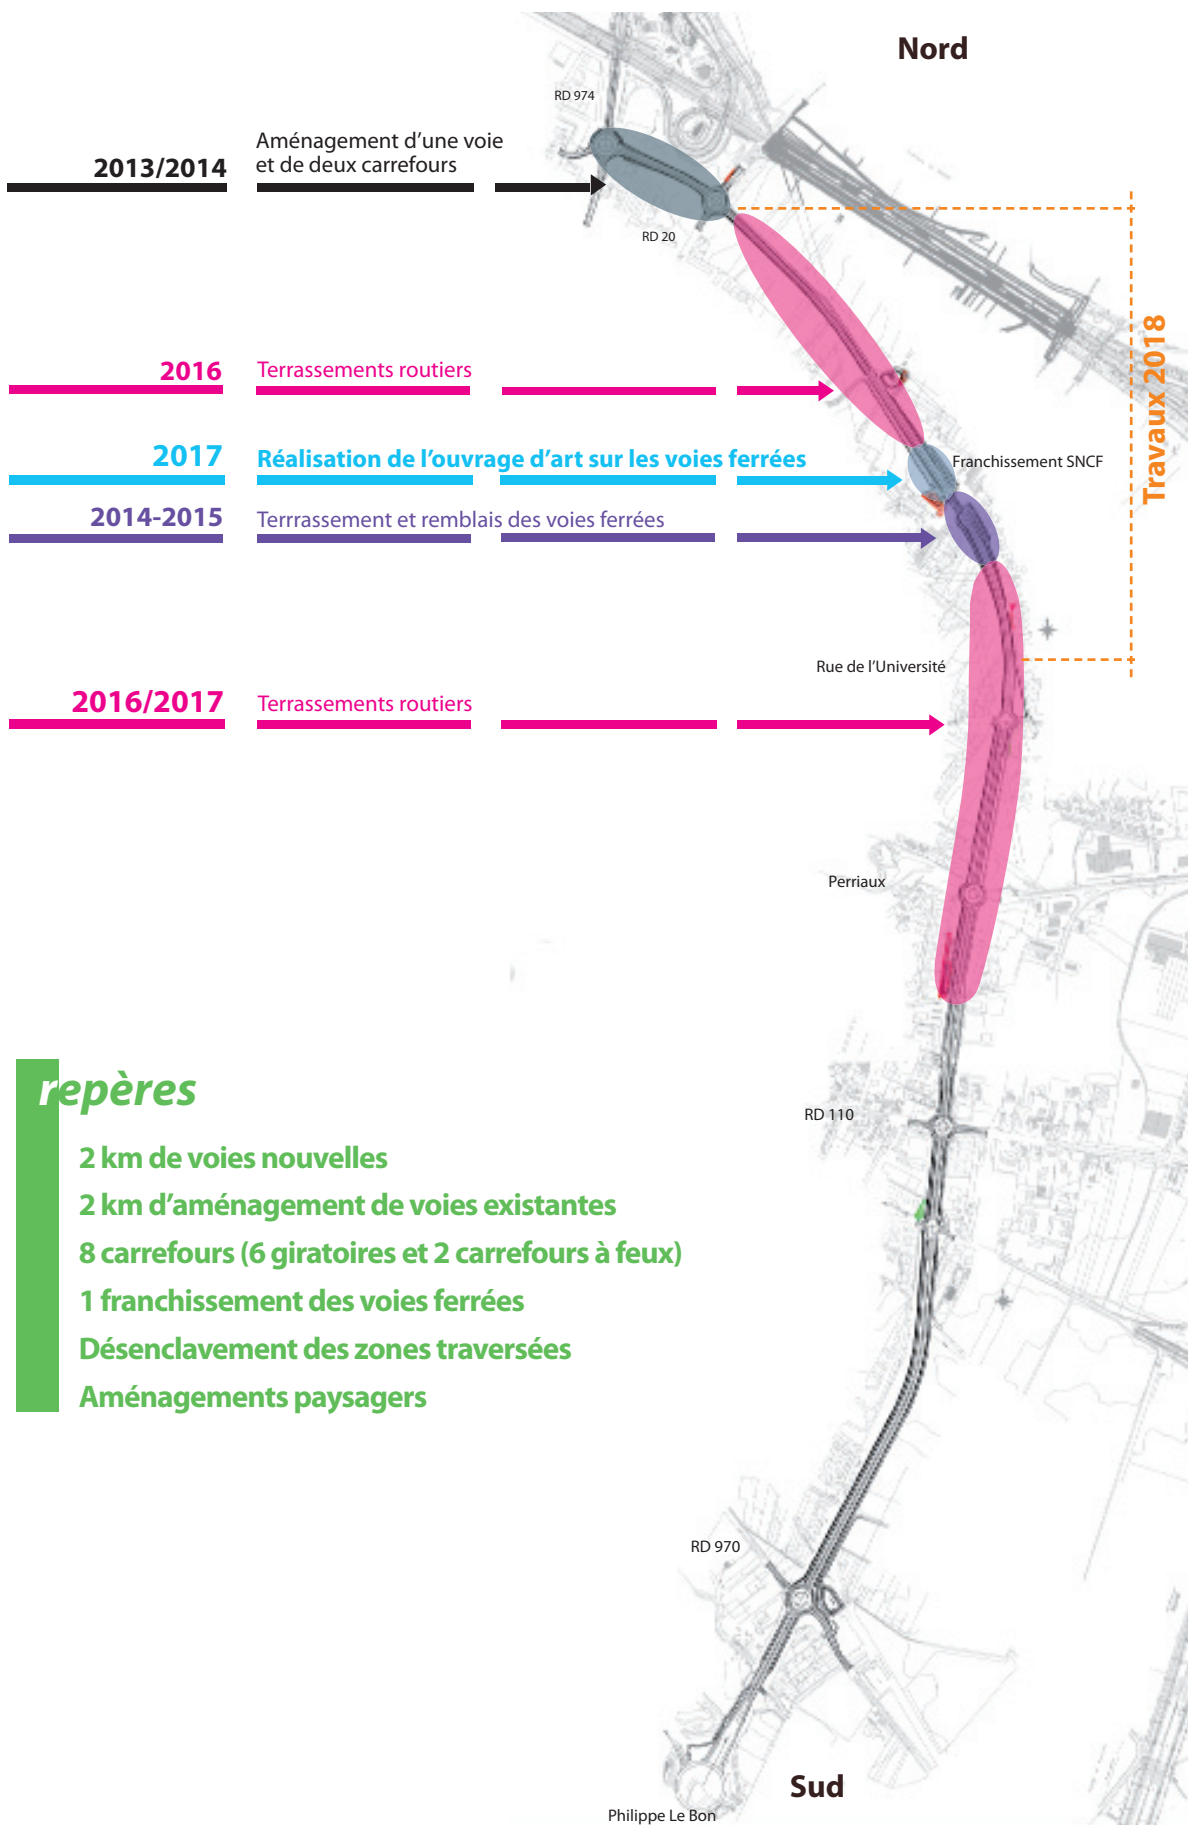 Nord
RD 974
Aménagement d'une voie
et de deux carrefours
2013/2014
RD 20
Travaux 2018
2016
Terrassements routiers
2017
Réalisation de l'ouvrage d'art sur les voies ferrées
Franchissement SNCF
2014-2015
Terrrassement et remblais des voies ferrées
Rue de l'Université
2016/2017
Terrassements routiers
Perriaux
repères
RD 110
2 km de voies nouvelles
2 km d'aménagement de voies existantes
8 carrefours (6 giratoires et 2 carrefours à feux)
1 franchissement des voies ferrées
Désenclavement des zones traversées
Aménagements paysagers
RD 970
Sud
Philippe Le Bon